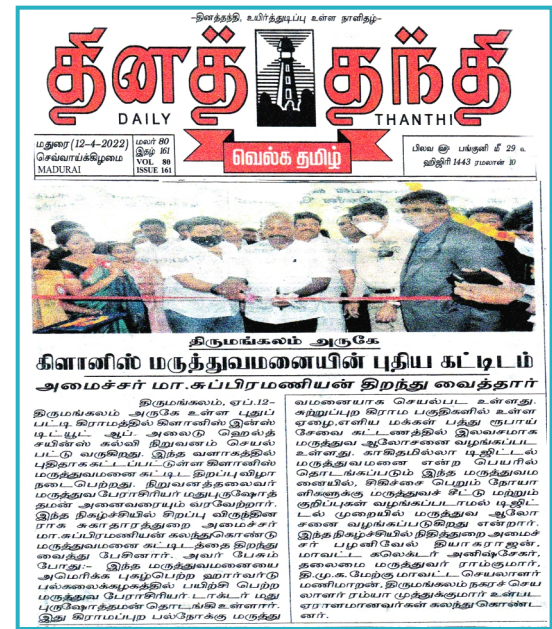 –தினத்தந்தி, உயிர்த்துடிப்பு உள்ள நாளிதழ்–
தினத் தந்தி
DAILY THANTHI
வெல்க தமிழ்
மதுரை (12-4-2022)
செவ்வாய்க்கிழமை
MADURAI
மலர் 80
இதழ் 161
VOL 80
ISSUE 161
பிலவ ஸ்ரீ பங்குனி மீ 29 உ
ஹிஜிரி 1443 ரமலான் 10
திருமங்கலம் அருகே
கிளானிஸ் மருத்துவமனையின் புதிய கட்டிடம்
அமைச்சர் மா.சுப்பிரமணியன் திறந்து வைத்தார்
திருமங்கலம், ஏப்.12–
திருமங்கலம் அருகே உள்ள புதுப்
பட்டி கிராமத்தில் கிளானிஸ் இன்ஸ்
டிட்யூட் ஆப் அலைடு ஹெல்த்
சயின்ஸ் கல்வி நிறுவனம் செயல்
பட்டு வருகிறது. இந்த வளாகத்தில்
புதிதாக கட்டப்பட்டுள்ள கிளானிஸ்
மருத்துவமனை கட்டிட திறப்பு விழா
நடைபெற்றது. நிறுவனத்தலைவர்
மருத்துவ பேராசிரியர் மதுபுருஷோத்
தமன் அனைவரையும் வரவேற்றார்.
இந்த நிகழ்ச்சியில் சிறப்பு விருந்தின
ராக சுகாதாரத்துறை அமைச்சர்
மா.சுப்பிரமணியன் கலந்துகொண்டு
மருத்துவமனை கட்டிடத்தை திறந்து
வைத்து பேசினார். அவர் பேசும்
போது:– இந்த மருத்துவமனையை
அமெரிக்க புகழ்பெற்ற ஹார்வார்டு
பல்கலைக்கழகத்தில் பயிற்சி பெற்ற
மருத்துவ பேராசிரியர் டாக்டர் மது
புருஷோத்தமன் தொடங்கி உள்ளார்.
இது கிராமப்புற பல்நோக்கு மருத்து
வமனையாக செயல்பட உள்ளது.
சுற்றுப்புற கிராம பகுதிகளில் உள்ள
ஏழை,எளிய மக்கள் பத்து ரூபாய்
சேவை கட்டணத்தில் இலவசமாக
மருத்துவ ஆலோசனை வழங்கப்பட
உள்ளது. காகிதமில்லா டிஜிட்டல்
மருத்துவமனை என்ற பெயரில்
தொடங்கப்படும் இந்த மருத்துவம
னையில், சிகிச்சை பெறும் நோயா
ளிகளுக்கு மருத்துவச் சீட்டு மற்றும்
குறிப்புகள் வழங்கப்படாமல் டிஜிட்
டல் முறையில் மருத்துவ ஆலோ
சனை வழங்கப்படுகிறது என்றார்.
இந்தநிகழ்ச்சியில் நிதித்துறை அமைச்
சர் பழனிவேல் தியாகராஜன்,
மாவட்ட கலெக்டர் அனிஷ்சேகர்,
தலைமை மருத்துவர் ராம்குமார்,
தி.மு.க.மேற்கு மாவட்ட செயலாளர்
மணிமாறன், திருமங்கலம் நகரச் செய
லாளர் ரம்யா முத்துக்குமார் உள்பட
ஏராளமானவர்கள் கலந்து கொண்ட
னர்.